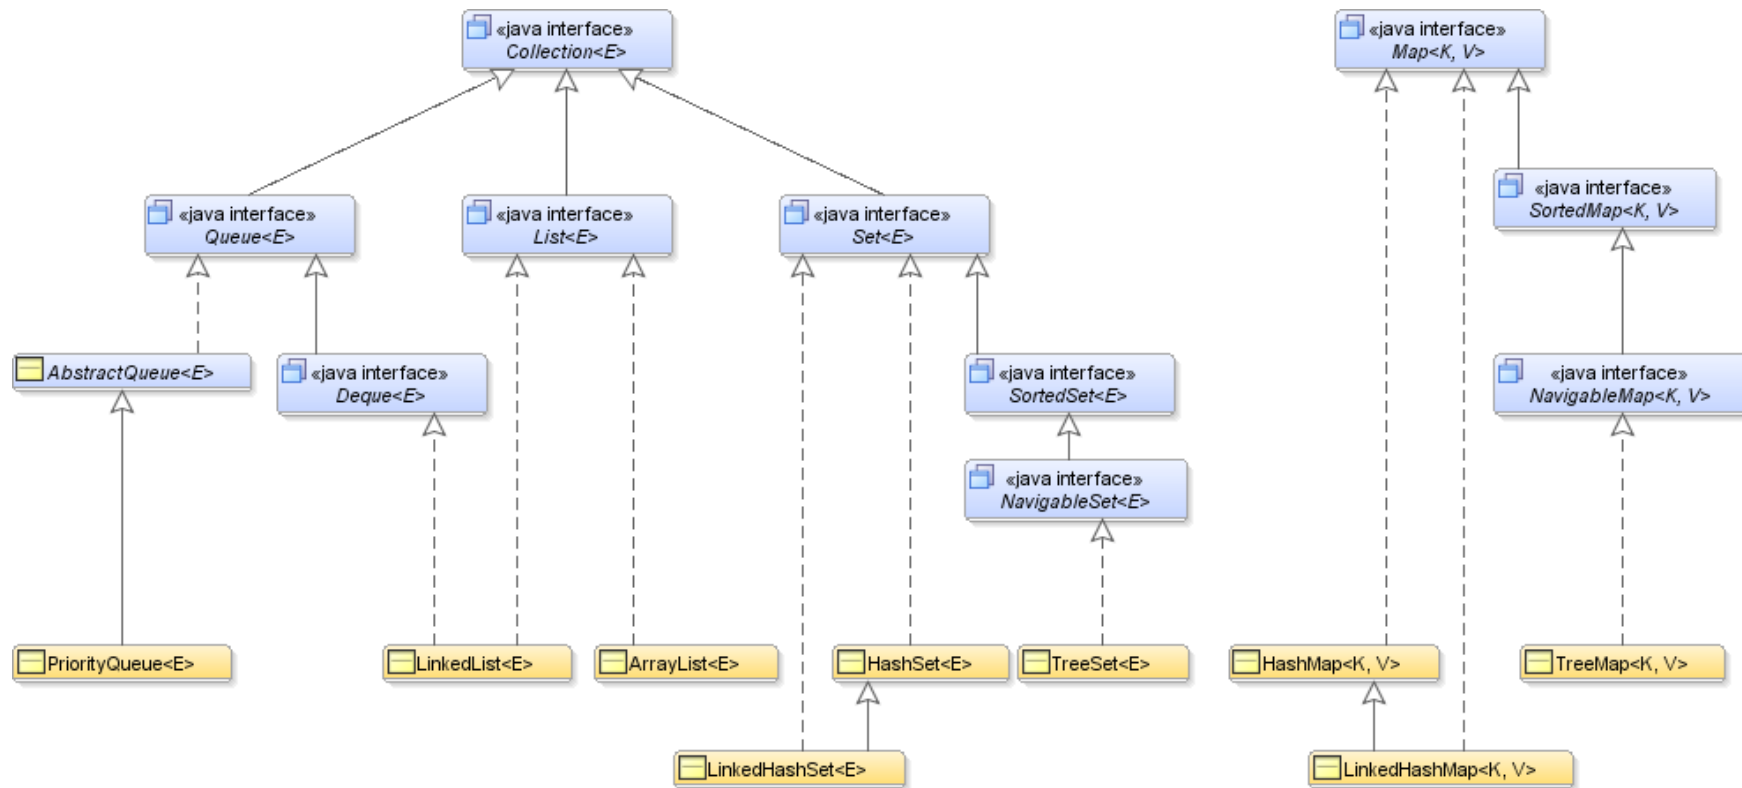 «java interface»
Collection<E>
«java interface»
Map<K, V>
«java interface»
SortedMap<K, V>
«java interface»
Queue<E>
«java interface»
List<E>
«java interface»
Set<E>
AbstractQueue<E>
«java interface»
Deque<E>
«java interface»
SortedSet<E>
«java interface»
NavigableMap<K, V>
«java interface»
NavigableSet<E>
PriorityQueue<E>
LinkedList<E>
ArrayList<E>
HashSet<E>
TreeSet<E>
HashMap<K, V>
TreeMap<K, V>
LinkedHashSet<E>
LinkedHashMap<K, V>